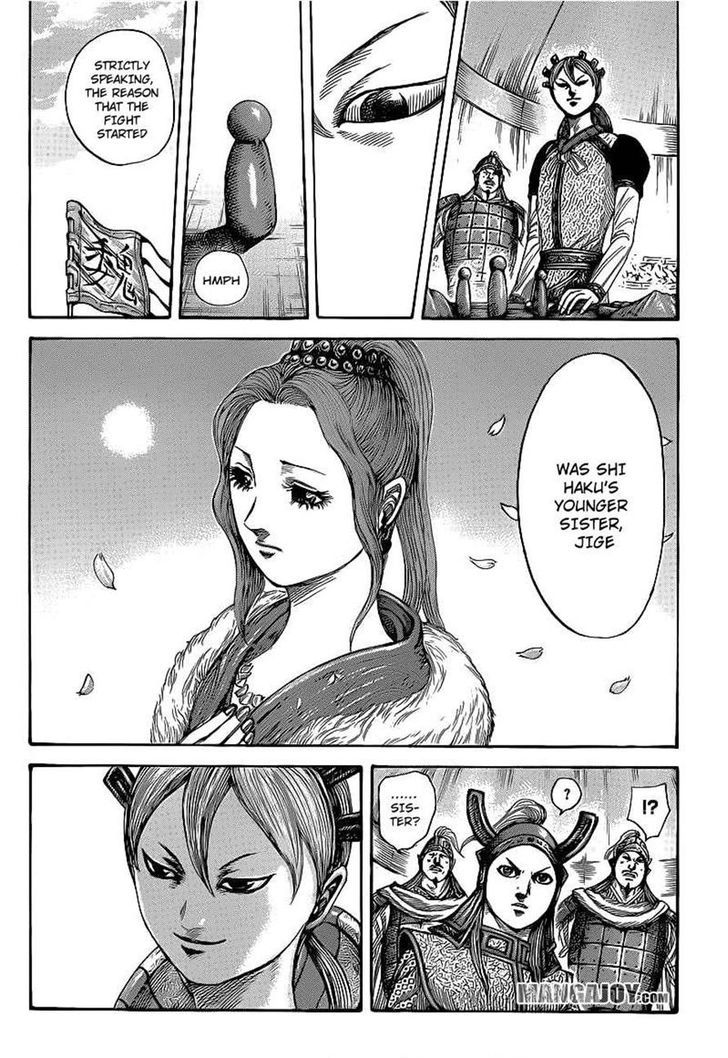 HMPH
STRICTLY
SPEAKING,
THE REASON
THAT THE
FIGHT
STARTED
魏
WAS SHI
HAKU'S
YOUNGER
SISTER,
JIGE
!?
?
......
SIS-
TER?
MANGAJOY.com